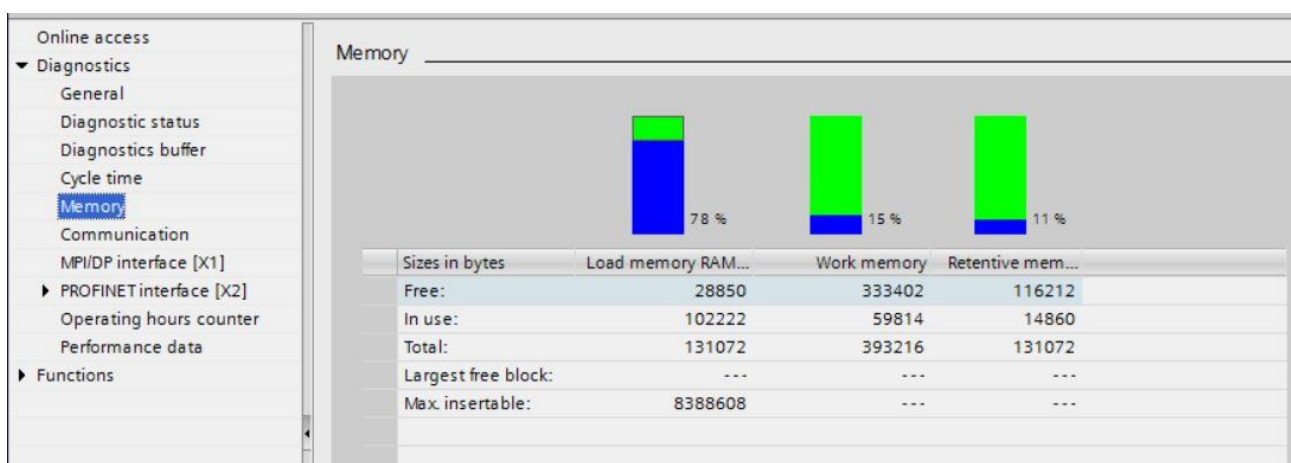 Online access
Diagnostics
General
Diagnostic status
Diagnostics buffer
Cycle time
Memory
Communication
MPI/DP interface [X1]
PROFINET interface [X2]
Operating hours counter
Performance data
Functions
Memory
78 % 15 % 11 %
Sizes in bytes Load memory RAM... Work memory Retentive mem...
Free: 28850 333402 116212
In use: 102222 59814 14860
Total: 131072 393216 131072
Largest free block: --- --- ---
Max. insertable: 8388608 --- ---